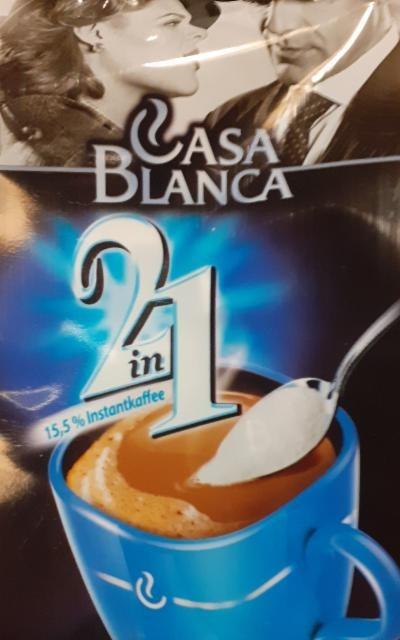 CASA
BLANCA
2 in 1
15,5 % Instantkaffee